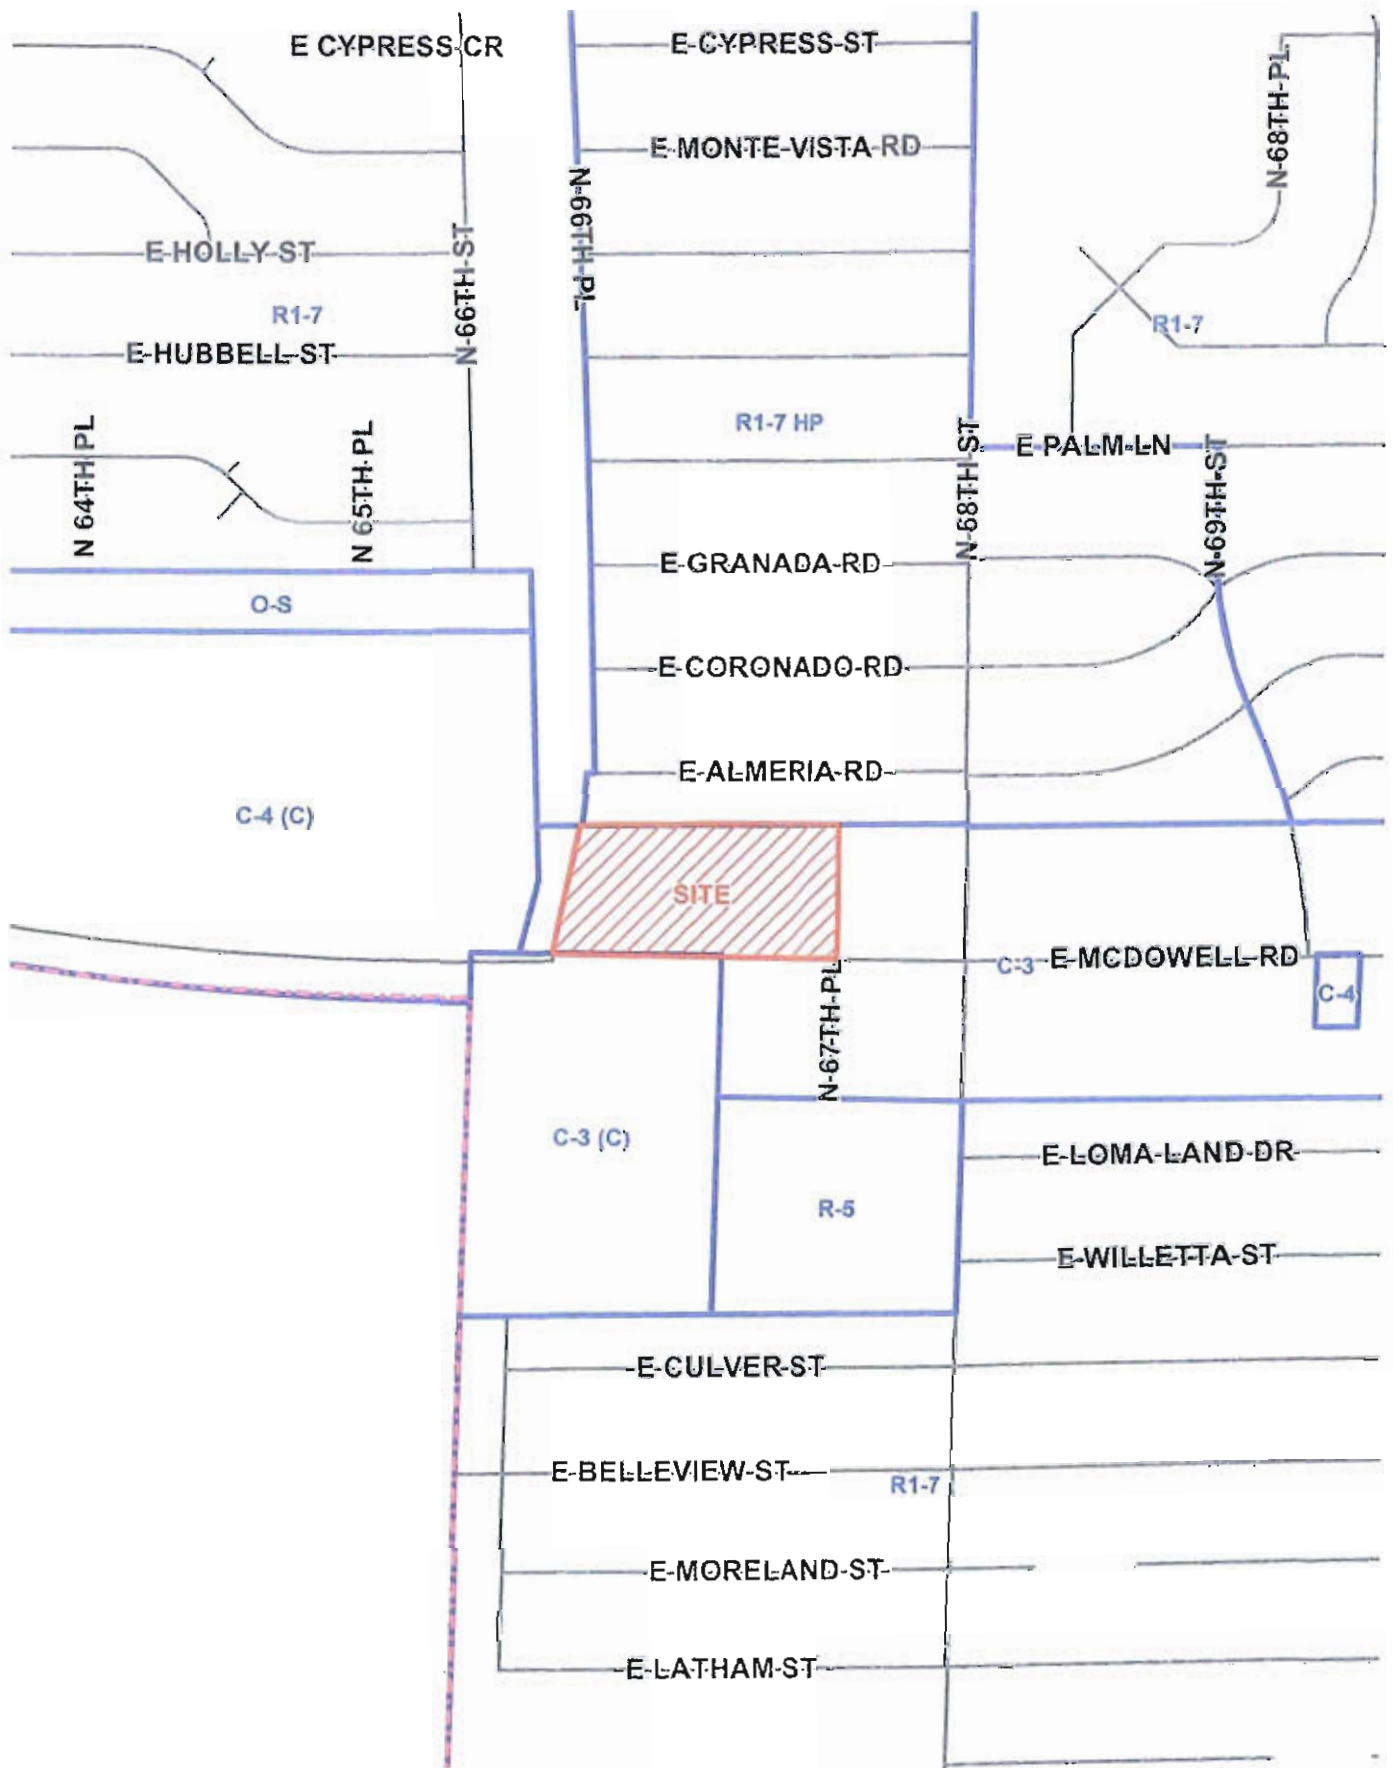 E CYPRESS CR
E CYPRESS ST
N 68TH PL
E MONTE VISTA RD
N 66TH PL
E HOLLY ST
N 66TH ST
R1-7
R1-7
E HUBBELL ST
N 64TH PL
N 65TH PL
R1-7 HP
N 68TH ST
E PALM LN
N 69TH ST
E GRANADA RD
O-S
E CORONADO RD
E ALMERIA RD
C-4 (C)
SITE
C-3
E MCDOWELL RD
C-4
N 67TH PL
C-3 (C)
E LOMA LAND DR
R-5
E WILLETTA ST
E CULVER ST
E BELLEVIEW ST
R1-7
E MORELAND ST
E LATHAM ST